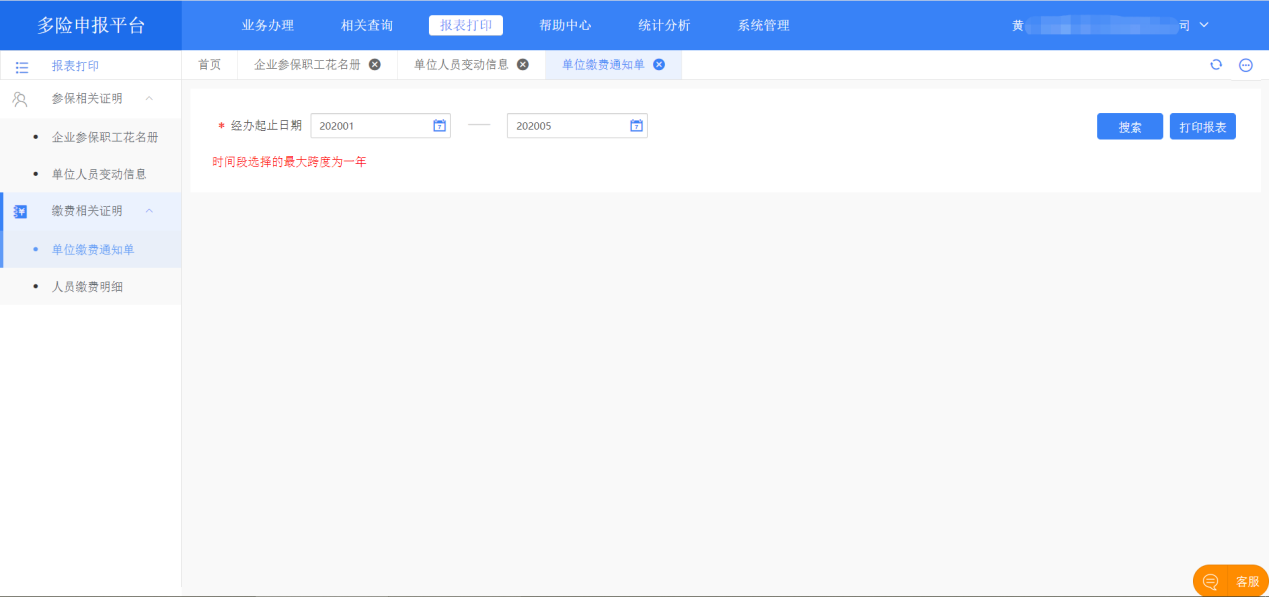 多险申报平台
业务办理 相关查询 报表打印 帮助中心 统计分析 系统管理 黄 司
报表打印
首页 企业参保职工花名册 单位人员变动信息 单位缴费通知单
参保相关证明
企业参保职工花名册
单位人员变动信息
缴费相关证明
单位缴费通知单
人员缴费明细
* 经办起止日期 202001 — 202005 搜索 打印报表
时间段选择的最大跨度为一年
客服